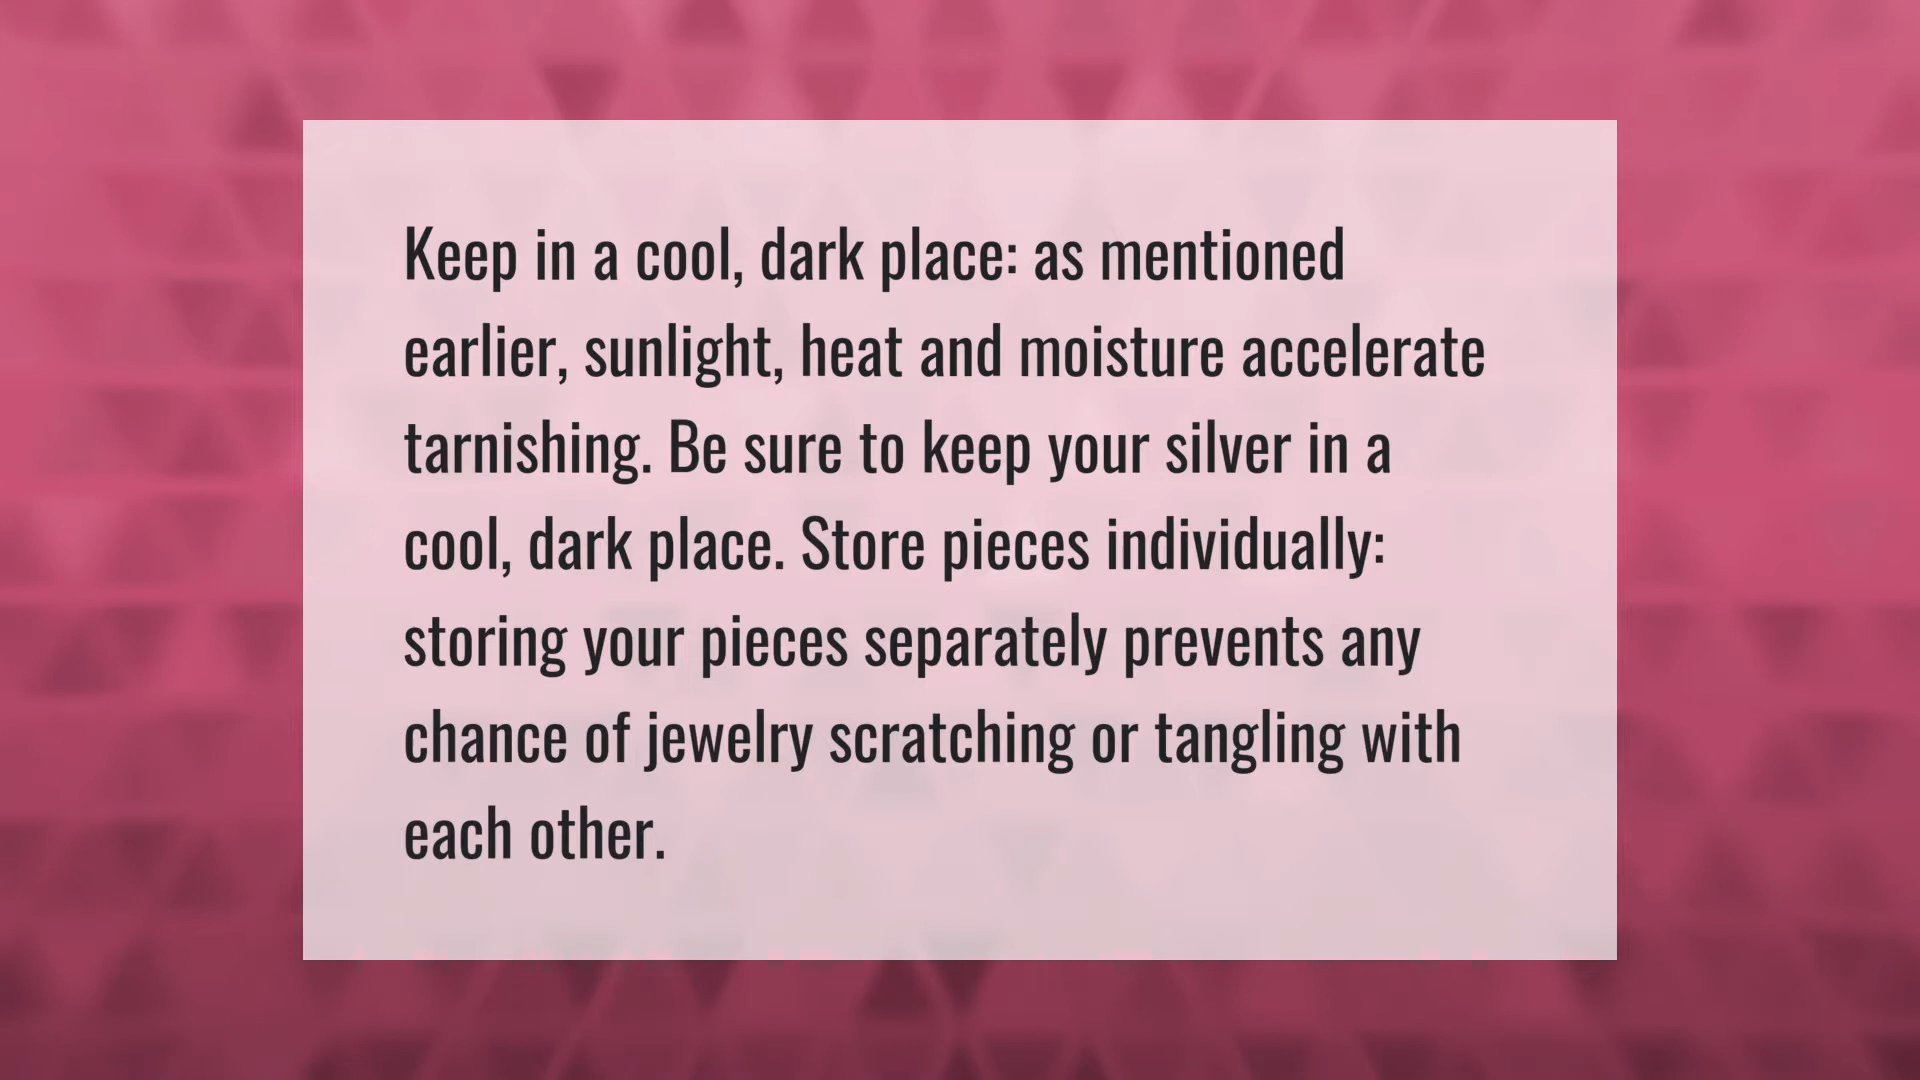 Keep in a cool, dark place: as mentioned
earlier, sunlight, heat and moisture accelerate
tarnishing. Be sure to keep your silver in a
cool, dark place. Store pieces individually:
storing your pieces separately prevents any
chance of jewelry scratching or tangling with
each other.